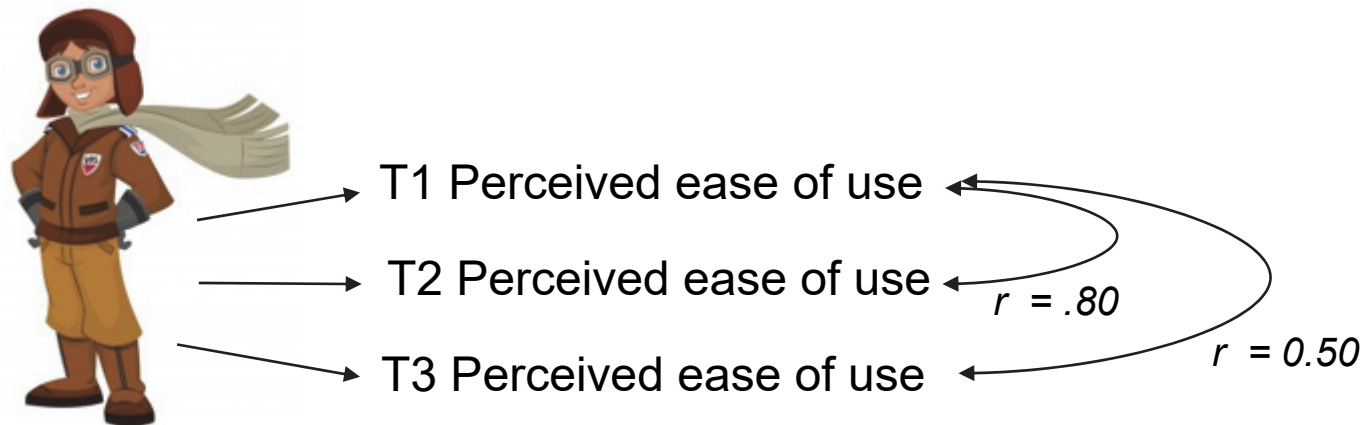 T1 Perceived ease of use
T2 Perceived ease of use
r = .80
r = 0.50
T3 Perceived ease of use